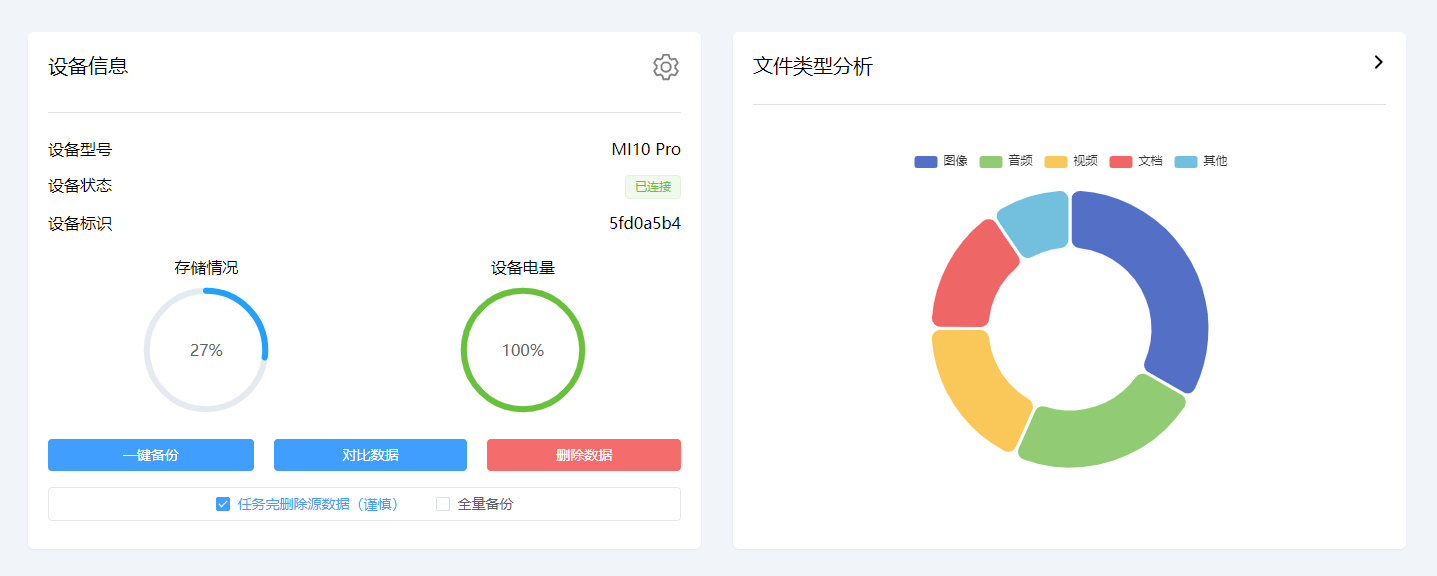 设备信息
设备型号 MI10 Pro
设备状态 已连接
设备标识 5fd0a5b4
存储情况 设备电量
27% 100%
一键备份 对比数据 删除数据
任务完删除源数据（谨慎） 全量备份
文件类型分析
图像 音频 视频 文档 其他